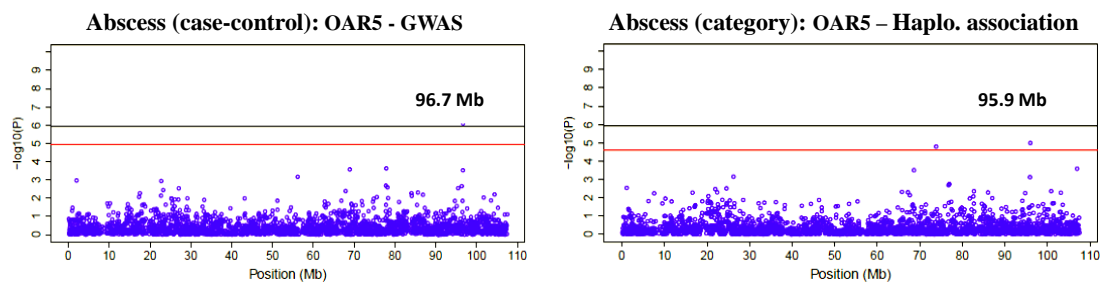 Abscess (case-control): OAR5 - GWAS
96.7 Mb
−log10(P)
9
8
7
6
5
4
3
2
1
0
0 10 20 30 40 50 60 70 80 90 100 110
Position (Mb)
Abscess (category): OAR5 – Haplo. association
95.9 Mb
−log10(P)
9
8
7
6
5
4
3
2
1
0
0 10 20 30 40 50 60 70 80 90 100 110
Position (Mb)